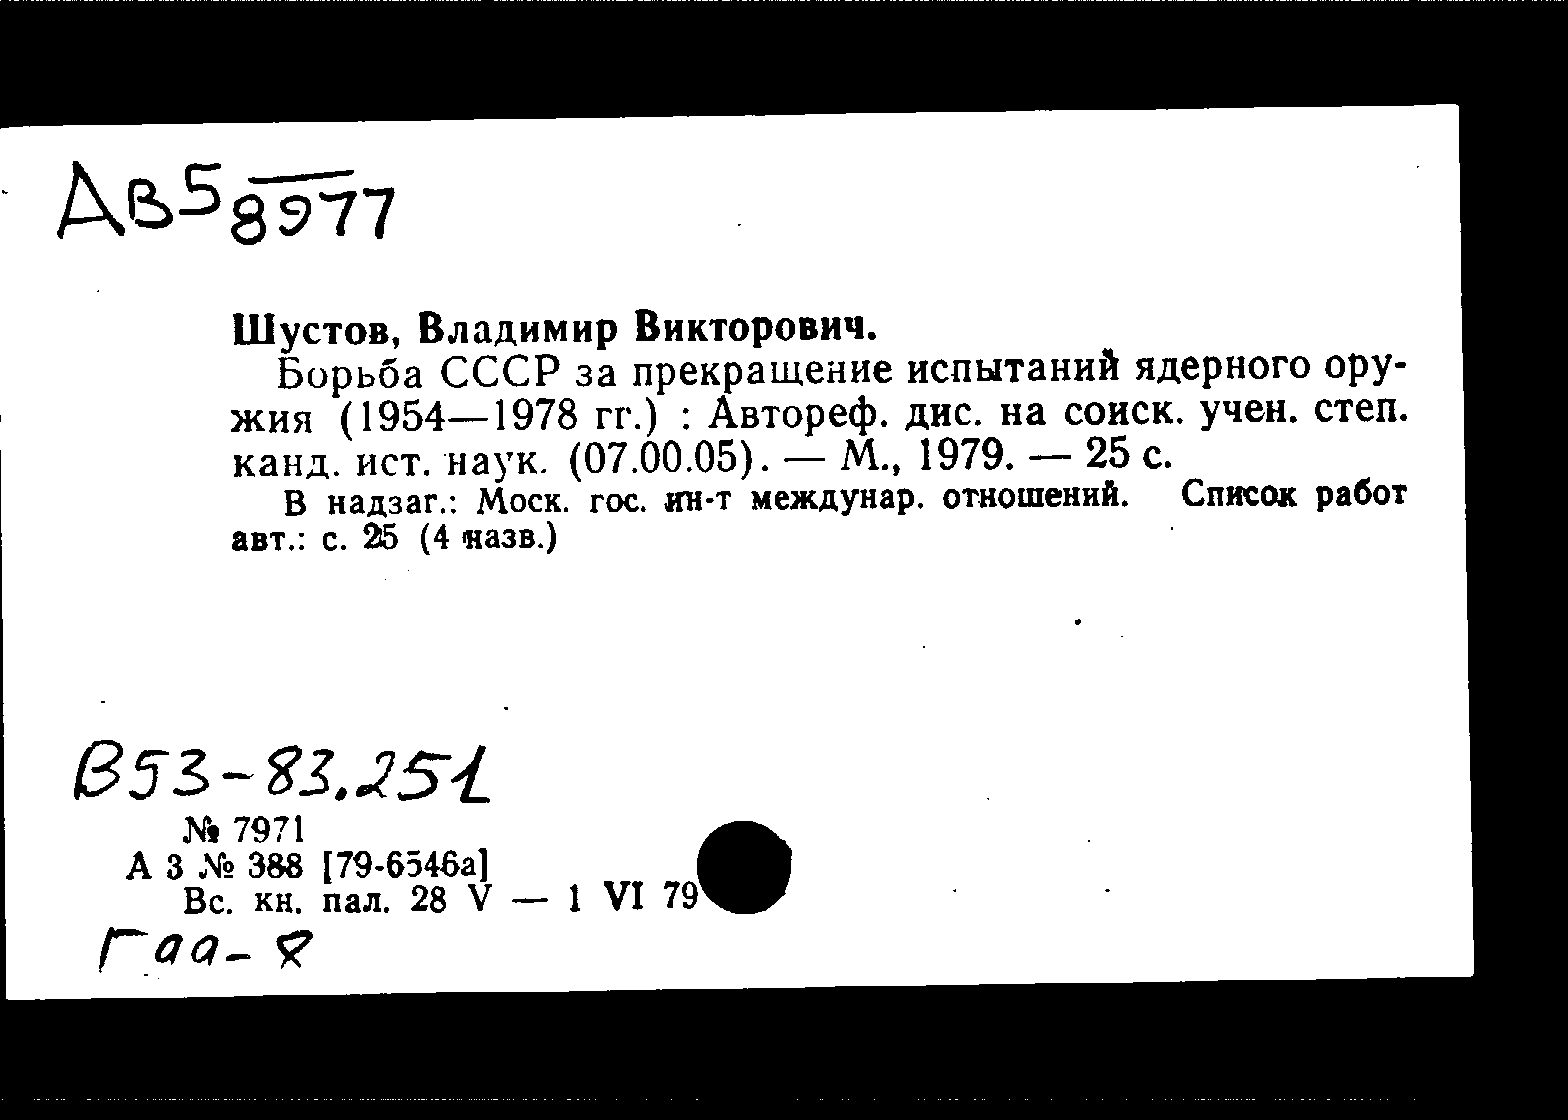 ДВ5
8977
Шустов, Владимир Викторович.
Борьба СССР за прекращение испытаний ядерного ору-
жия (1954—1978 гг.) : Автореф. дис. на соиск. учен. степ.
канд. ист. наук. (07.00.05). — М., 1979. — 25 с.
В надзаг.: Моск. гос. ин-т междунар. отношений. Список работ
авт.: с. 25 (4 назв.)
В53-83.251
№ 7971
А 3 № 388 [79-6546а]
Вс. кн. пал. 28 V — 1 VI 79
Гаа-8